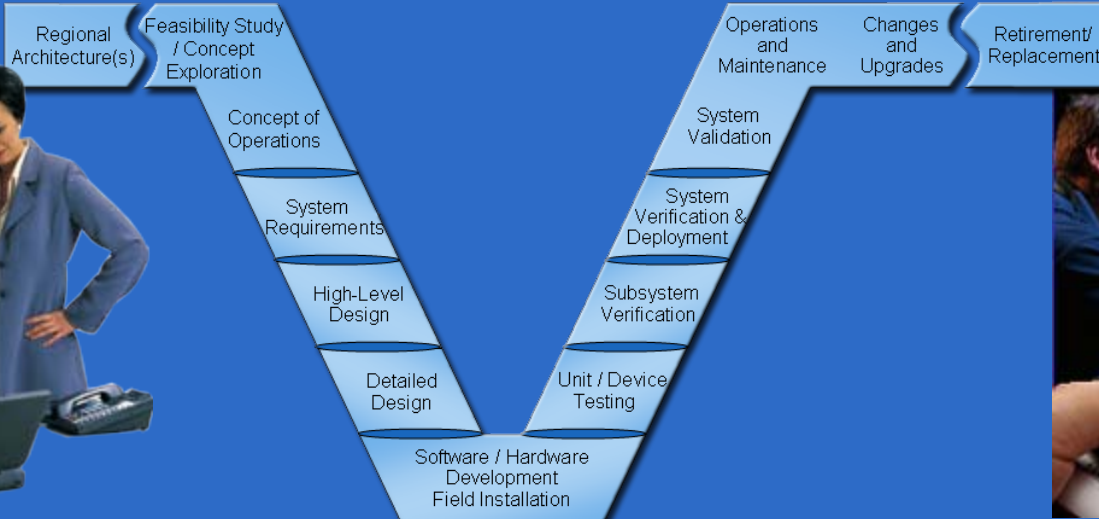 Regional
Architecture(s)
Feasibility Study
/ Concept
Exploration
Concept of
Operations
System
Requirements
High-Level
Design
Detailed
Design
Software / Hardware
Development
Field Installation
Unit / Device
Testing
Subsystem
Verification
System
Verification &
Deployment
System
Validation
Operations
and
Maintenance
Changes
and
Upgrades
Retirement/
Replacement